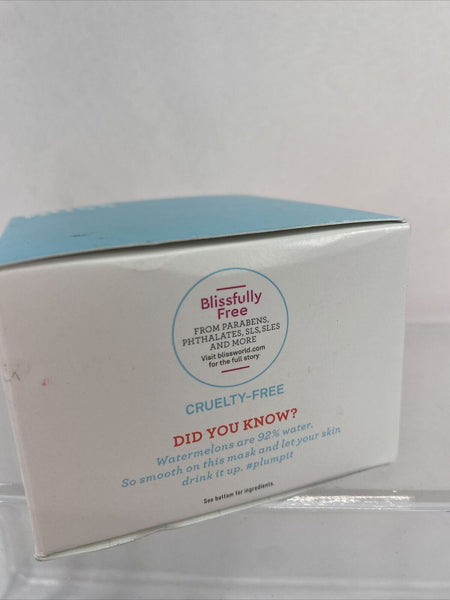 Blissfully
Free
FROM PARABENS,
PHTHALATES, SLS, SLES
AND MORE
Visit blissworld.com
for the full story
CRUELTY-FREE
DID YOU KNOW?
Watermelons are 92% water.
So smooth on this mask and let your skin
drink it up. #plumpit
See bottom for ingredients.